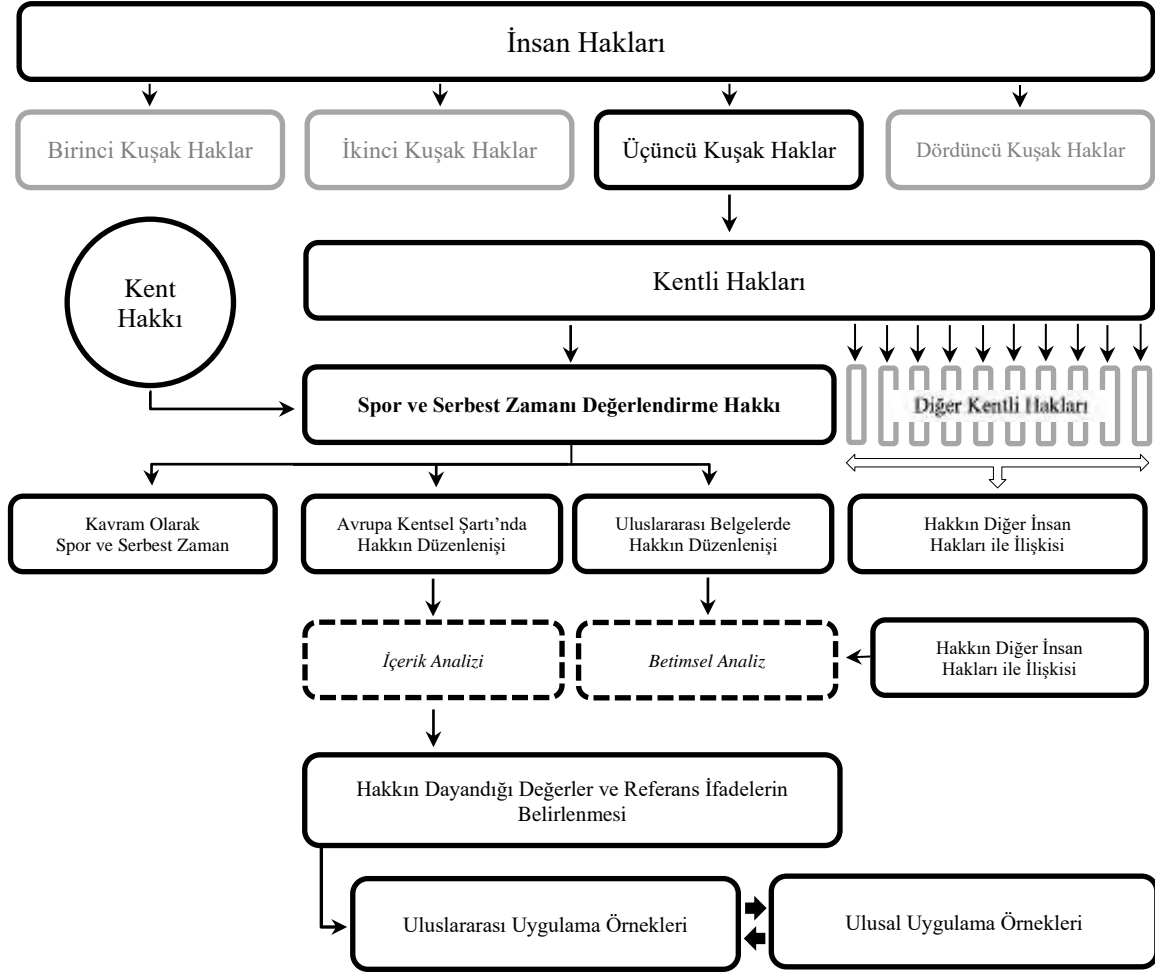 İnsan Hakları
Birinci Kuşak Haklar
İkinci Kuşak Haklar
Üçüncü Kuşak Haklar
Dördüncü Kuşak Haklar
Kent
Hakkı
Kentli Hakları
Spor ve Serbest Zamanı Değerlendirme Hakkı
Diğer Kentli Hakları
Kavram Olarak
Spor ve Serbest Zaman
Avrupa Kentsel Şartı’nda
Hakkın Düzenlenişi
Uluslararası Belgelerde
Hakkın Düzenlenişi
Hakkın Diğer İnsan
Hakları ile İlişkisi
İçerik Analizi
Betimsel Analiz
Hakkın Diğer İnsan
Hakları ile İlişkisi
Hakkın Dayandığı Değerler ve Referans İfadelerin
Belirlenmesi
Uluslararası Uygulama Örnekleri
Ulusal Uygulama Örnekleri